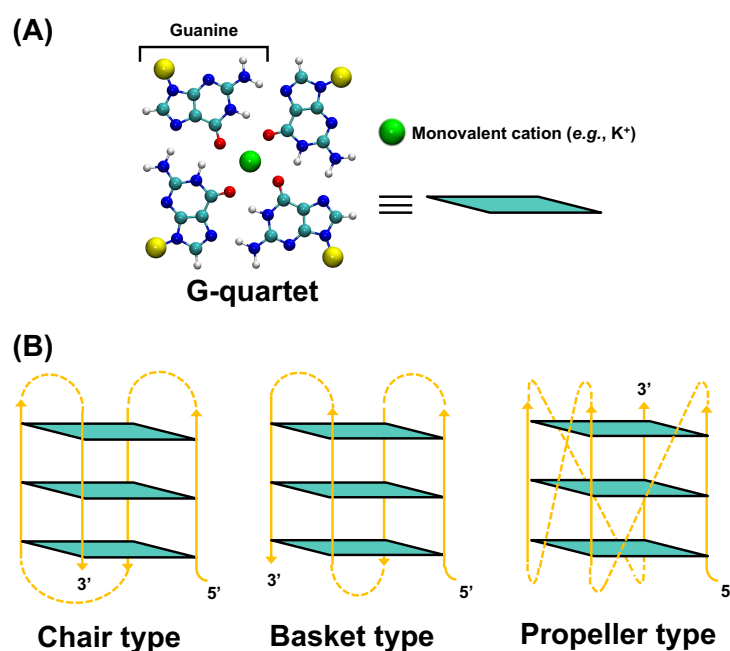 (A)
Guanine
Monovalent cation (e.g., K⁺)
G-quartet
(B)
3'
3'
5'
3'
5'
5
Chair type
Basket type
Propeller type